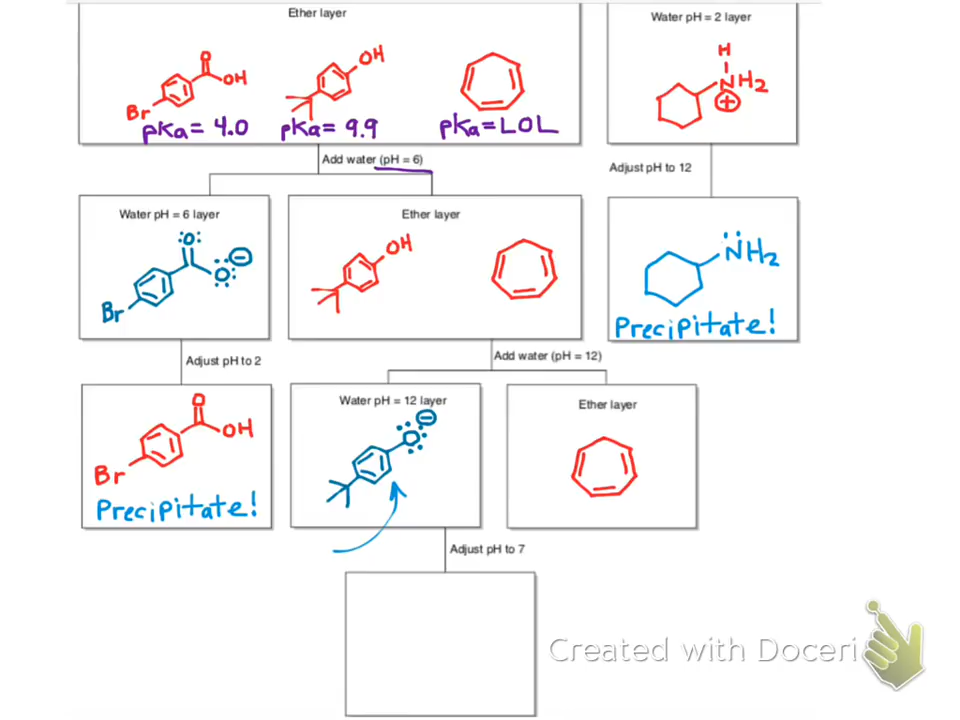 Ether layer
O
OH
Br
pKa = 4.0
OH
pKa = 9.9
pKa = LOL
Water pH = 2 layer
H
NH2
+
Add water (pH = 6)
Adjust pH to 12
Water pH = 6 layer
:O:
O
Br
Ether layer
OH
NH2
Precipitate!
Adjust pH to 2
Add water (pH = 12)
O
OH
Br
Precipitate!
Water pH = 12 layer
O
Ether layer
Adjust pH to 7
Created with Doceri